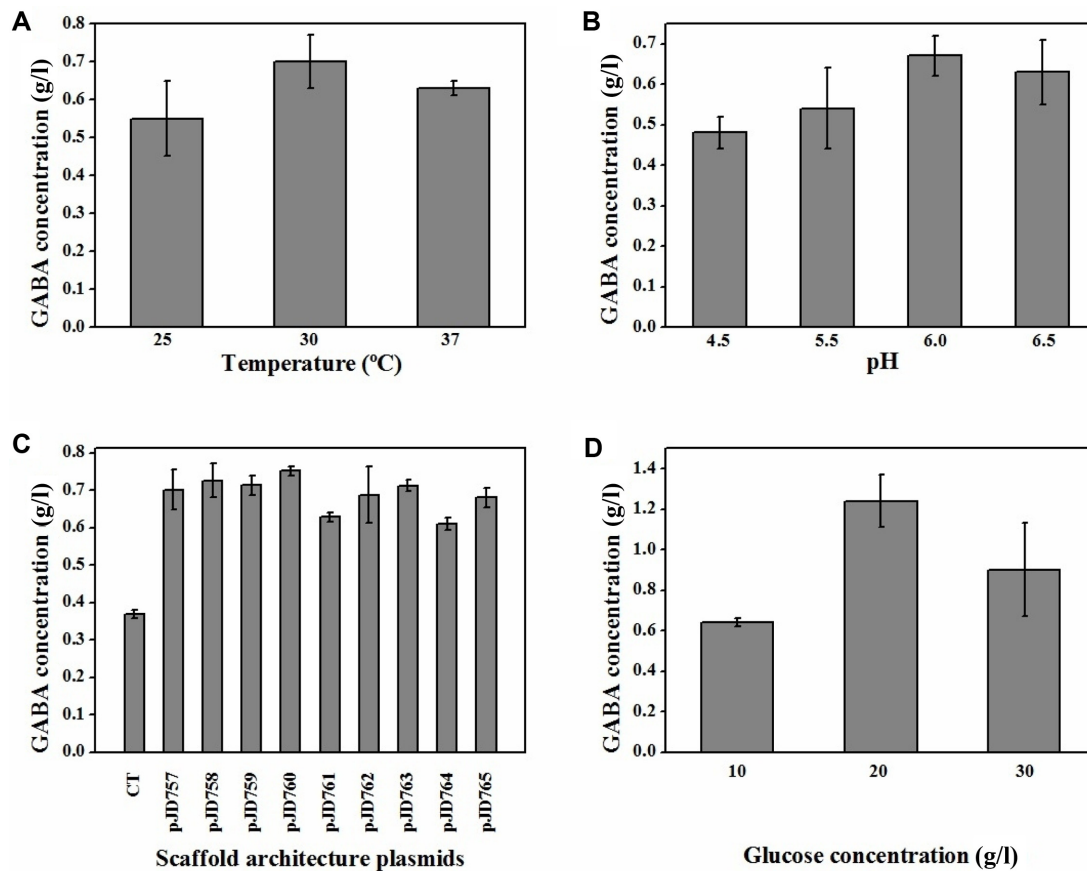 A
GABA concentration (g/l)
0.8
0.7
0.6
0.5
0.4
0.3
0.2
0.1
0.0
25 30 37
Temperature (ºC)
B
GABA concentration (g/l)
0.7
0.6
0.5
0.4
0.3
0.2
0.1
0.0
4.5 5.5 6.0 6.5
pH
C
GABA concentration (g/l)
0.8
0.7
0.6
0.5
0.4
0.3
0.2
0.1
0.0
CT
pJD757
pJD758
pJD759
pJD760
pJD761
pJD762
pJD763
pJD764
pJD765
Scaffold architecture plasmids
D
GABA concentration (g/l)
1.4
1.2
1.0
0.8
0.6
0.4
0.2
0.0
10 20 30
Glucose concentration (g/l)